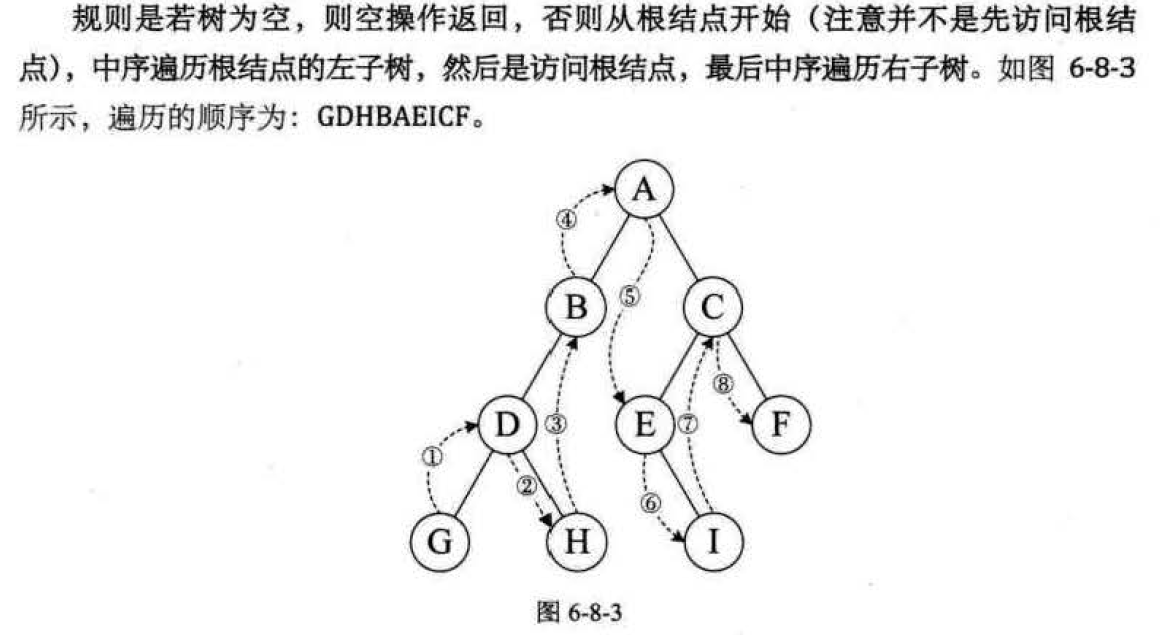 规则是若树为空，则空操作返回，否则从根结点开始（注意并不是先访问根结
点），中序遍历根结点的左子树，然后是访问根结点，最后中序遍历右子树。如图 6-8-3
所示，遍历的顺序为：GDHBAEICF。
A
④
B
⑤
C
⑧
D
③
E
⑦
F
①
②
⑥
G
H
I
图 6-8-3